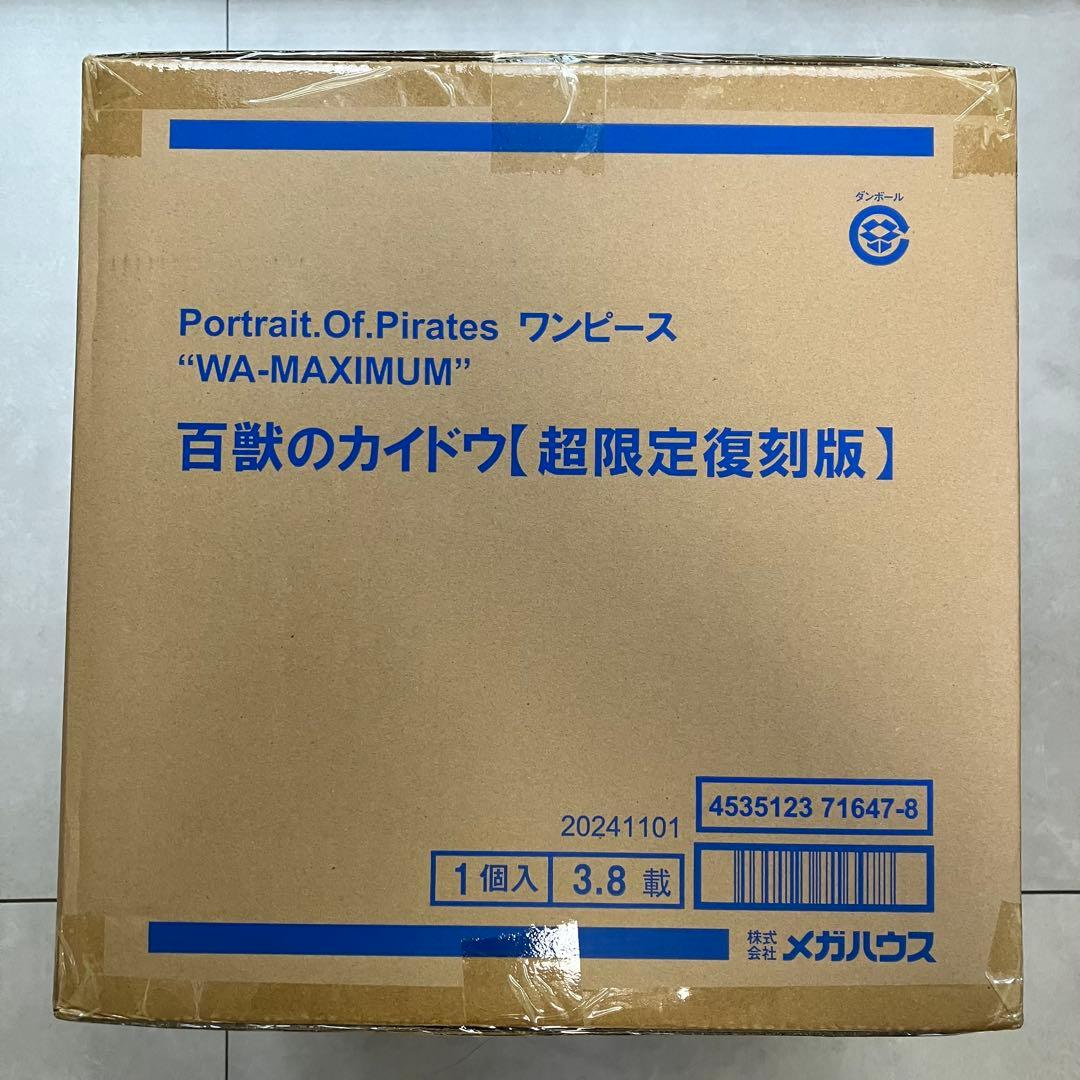 ダンボール
Portrait.Of.Pirates ワンピース
“WA-MAXIMUM”
百獣のカイドウ【超限定復刻版】
4535123 71647-8
20241101
1個入 3.8 載
株式会社 メガハウス